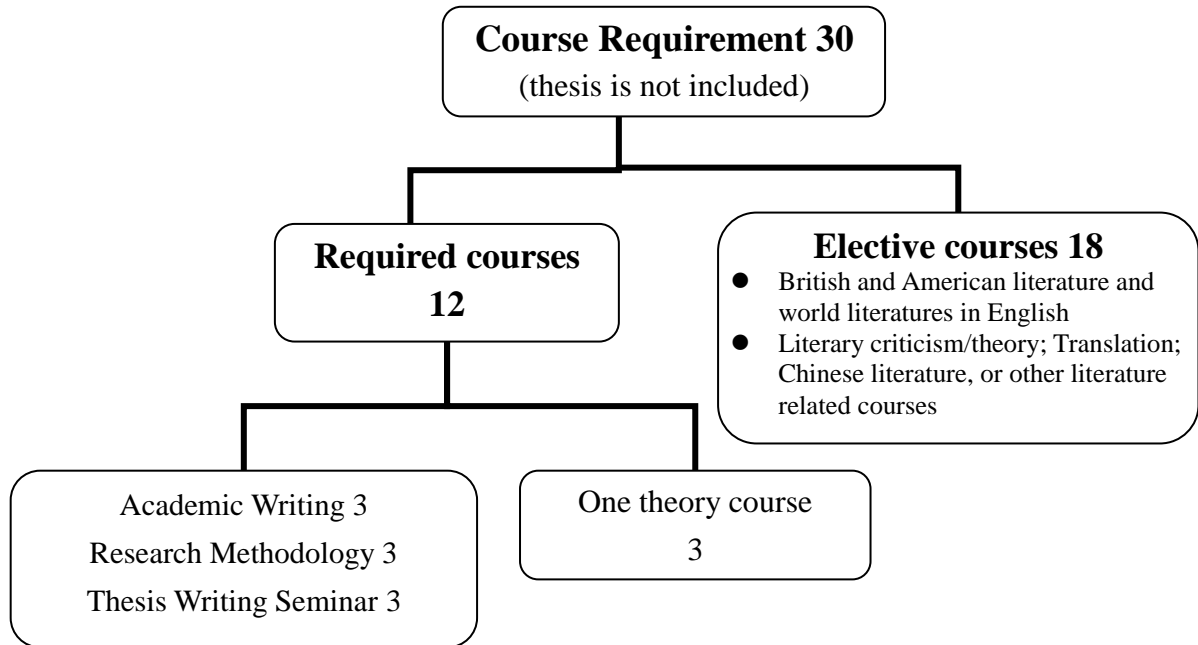 Course Requirement 30
(thesis is not included)
Required courses
12
Elective courses 18
● British and American literature and
world literatures in English
● Literary criticism/theory; Translation;
Chinese literature, or other literature
related courses
Academic Writing 3
Research Methodology 3
Thesis Writing Seminar 3
One theory course
3